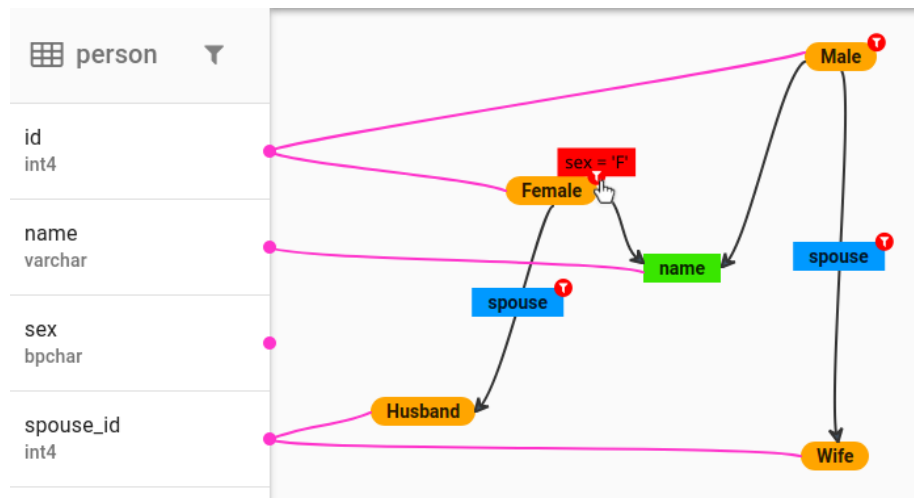 person
id
int4
name
varchar
sex
bpchar
spouse_id
int4
Male
sex = 'F'
Female
name
spouse
spouse
Husband
Wife